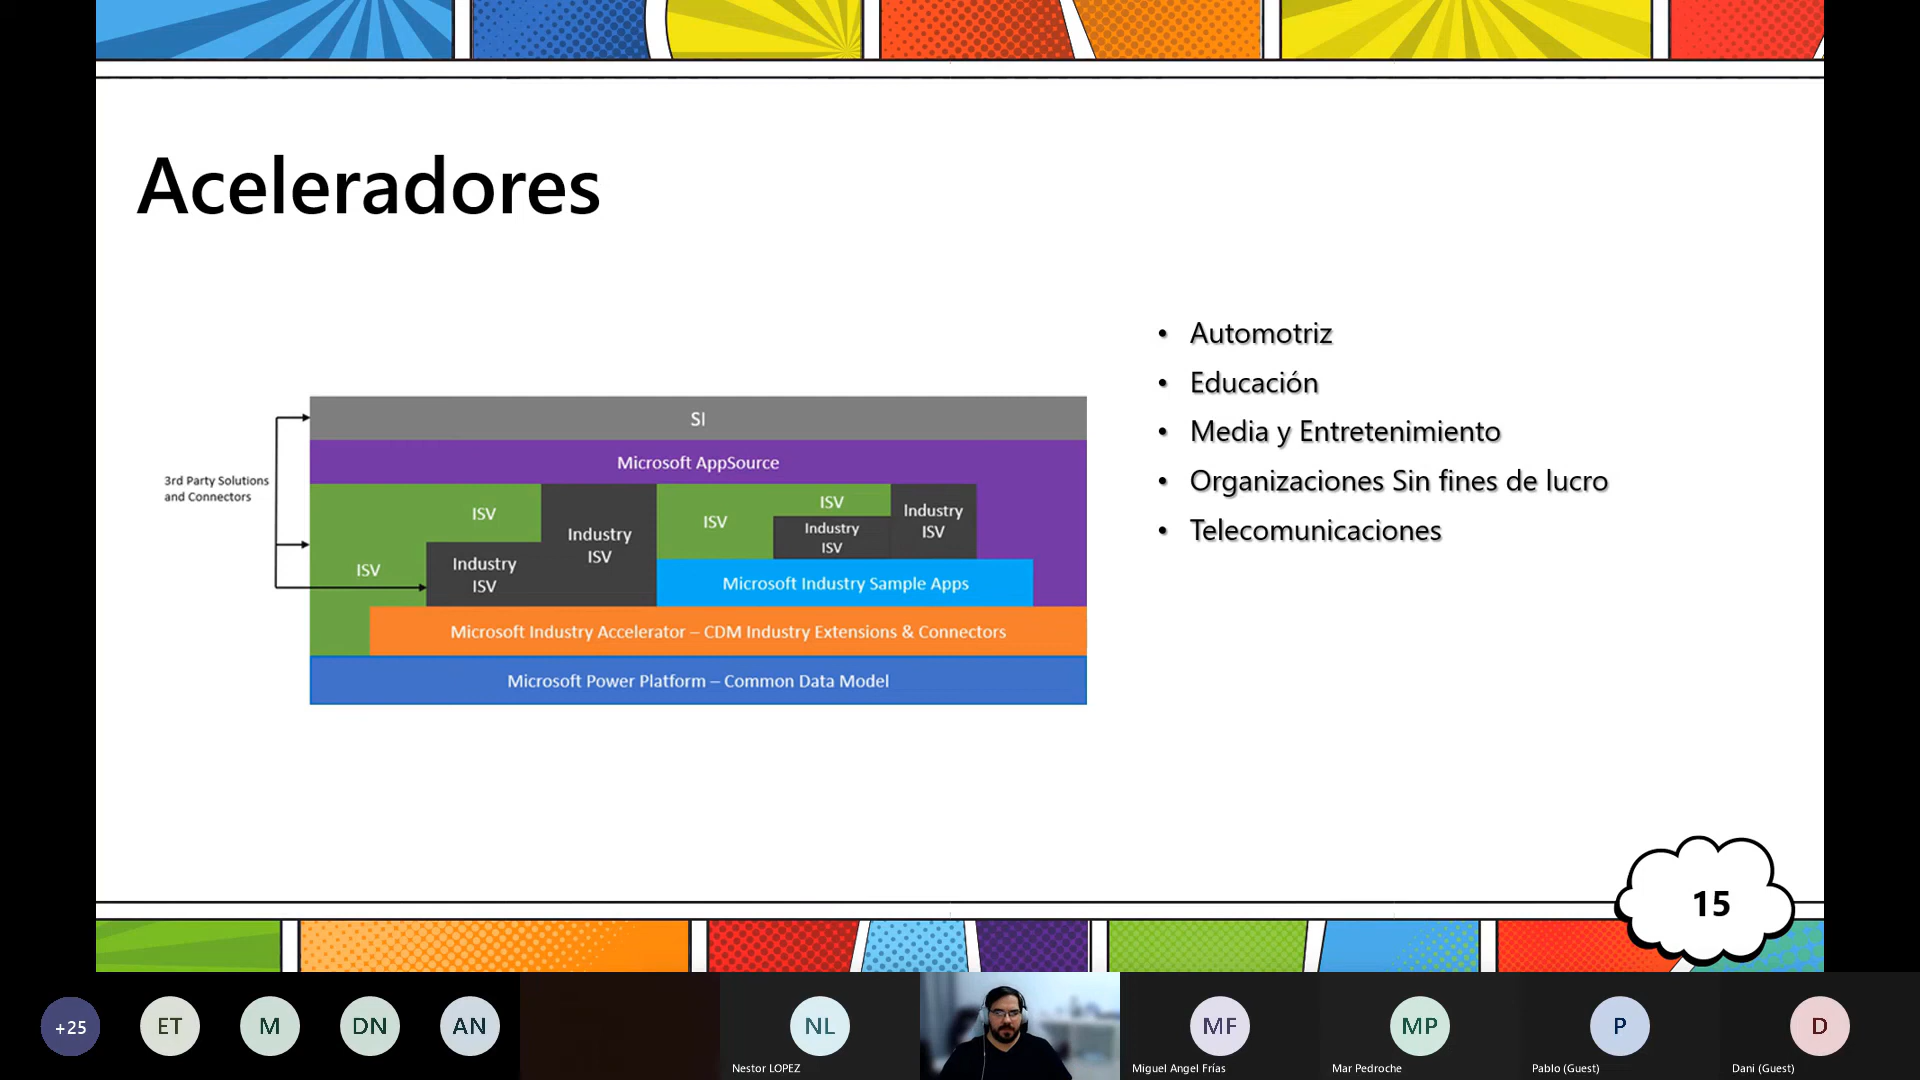 Aceleradores
• Automotriz
• Educación
• Media y Entretenimiento
• Organizaciones Sin fines de lucro
• Telecomunicaciones
3rd Party Solutions
and Connectors
SI
Microsoft AppSource
ISV
ISV
Industry
ISV
Industry
ISV
ISV
ISV
Industry
ISV
Industry
ISV
Microsoft Industry Sample Apps
Microsoft Industry Accelerator – CDM Industry Extensions & Connectors
Microsoft Power Platform – Common Data Model
15
+25
ET
M
DN
AN
NL
Nestor LOPEZ
MF
Miguel Angel Frías
MP
Mar Pedroche
P
Pablo (Guest)
D
Dani (Guest)